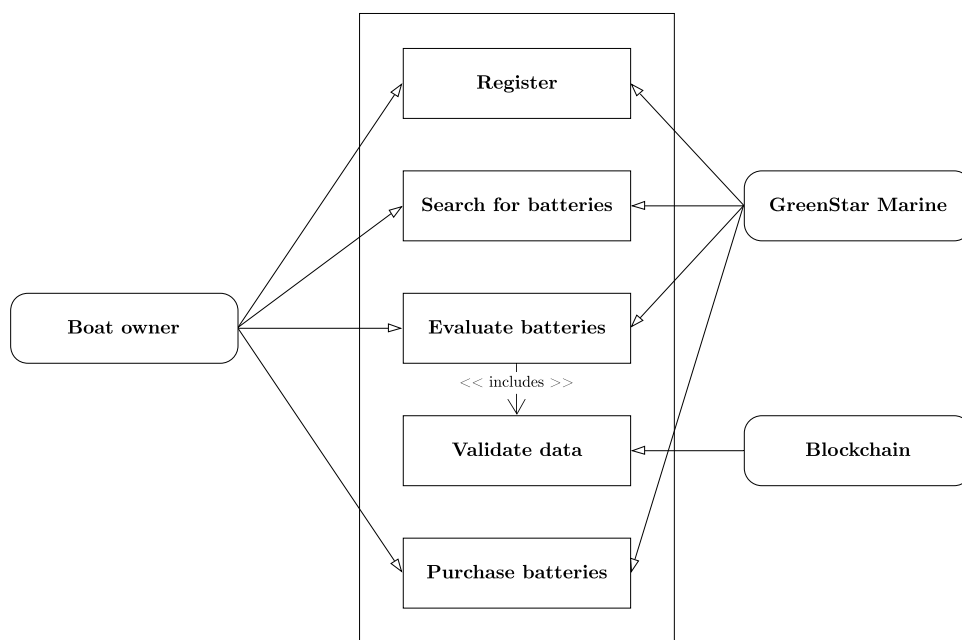 Register
Search for batteries
GreenStar Marine
Boat owner
Evaluate batteries
<< includes >>
Validate data
Blockchain
Purchase batteries